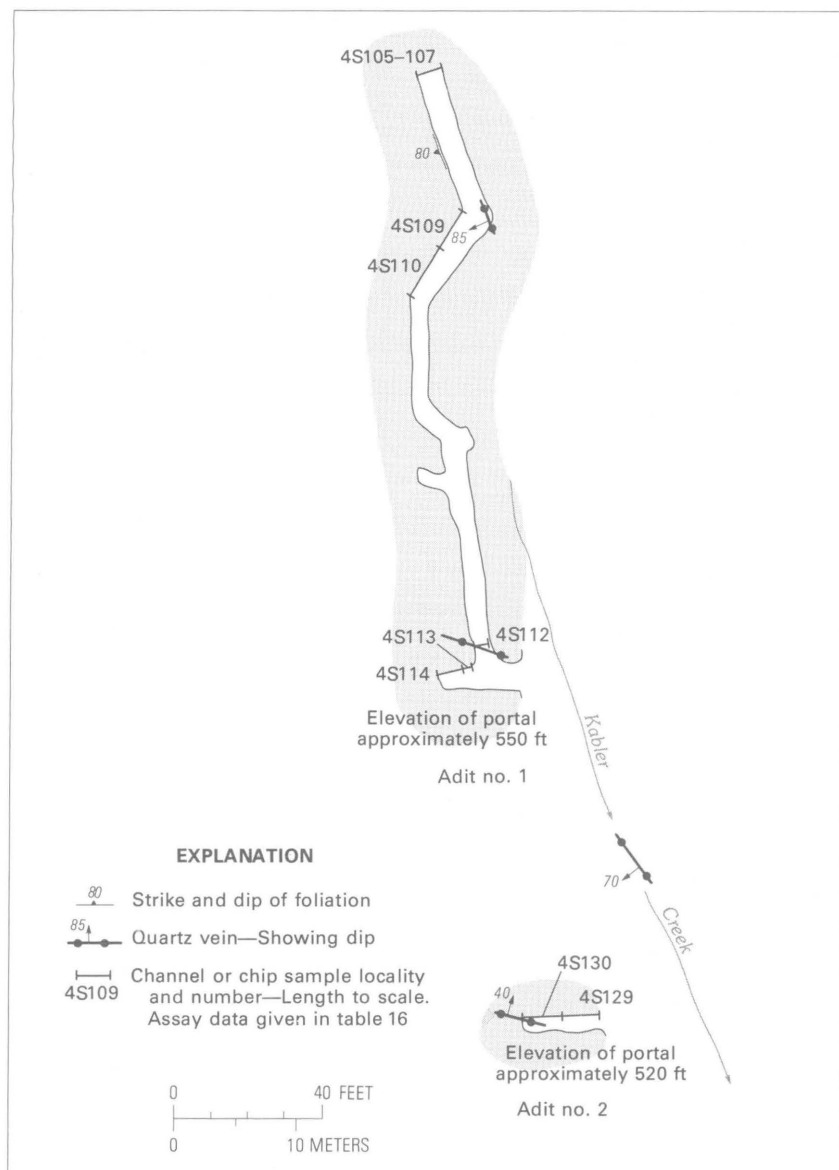 4S105–107
80
4S109
85
4S110
4S113
4S112
4S114
Elevation of portal
approximately 550 ft
Adit no. 1
Kabler
70
Creek
EXPLANATION
80
Strike and dip of foliation
85
Quartz vein—Showing dip
4S109
Channel or chip sample locality
and number—Length to scale.
Assay data given in table 16
4S130
40
4S129
Elevation of portal
approximately 520 ft
Adit no. 2
0 40 FEET
0 10 METERS